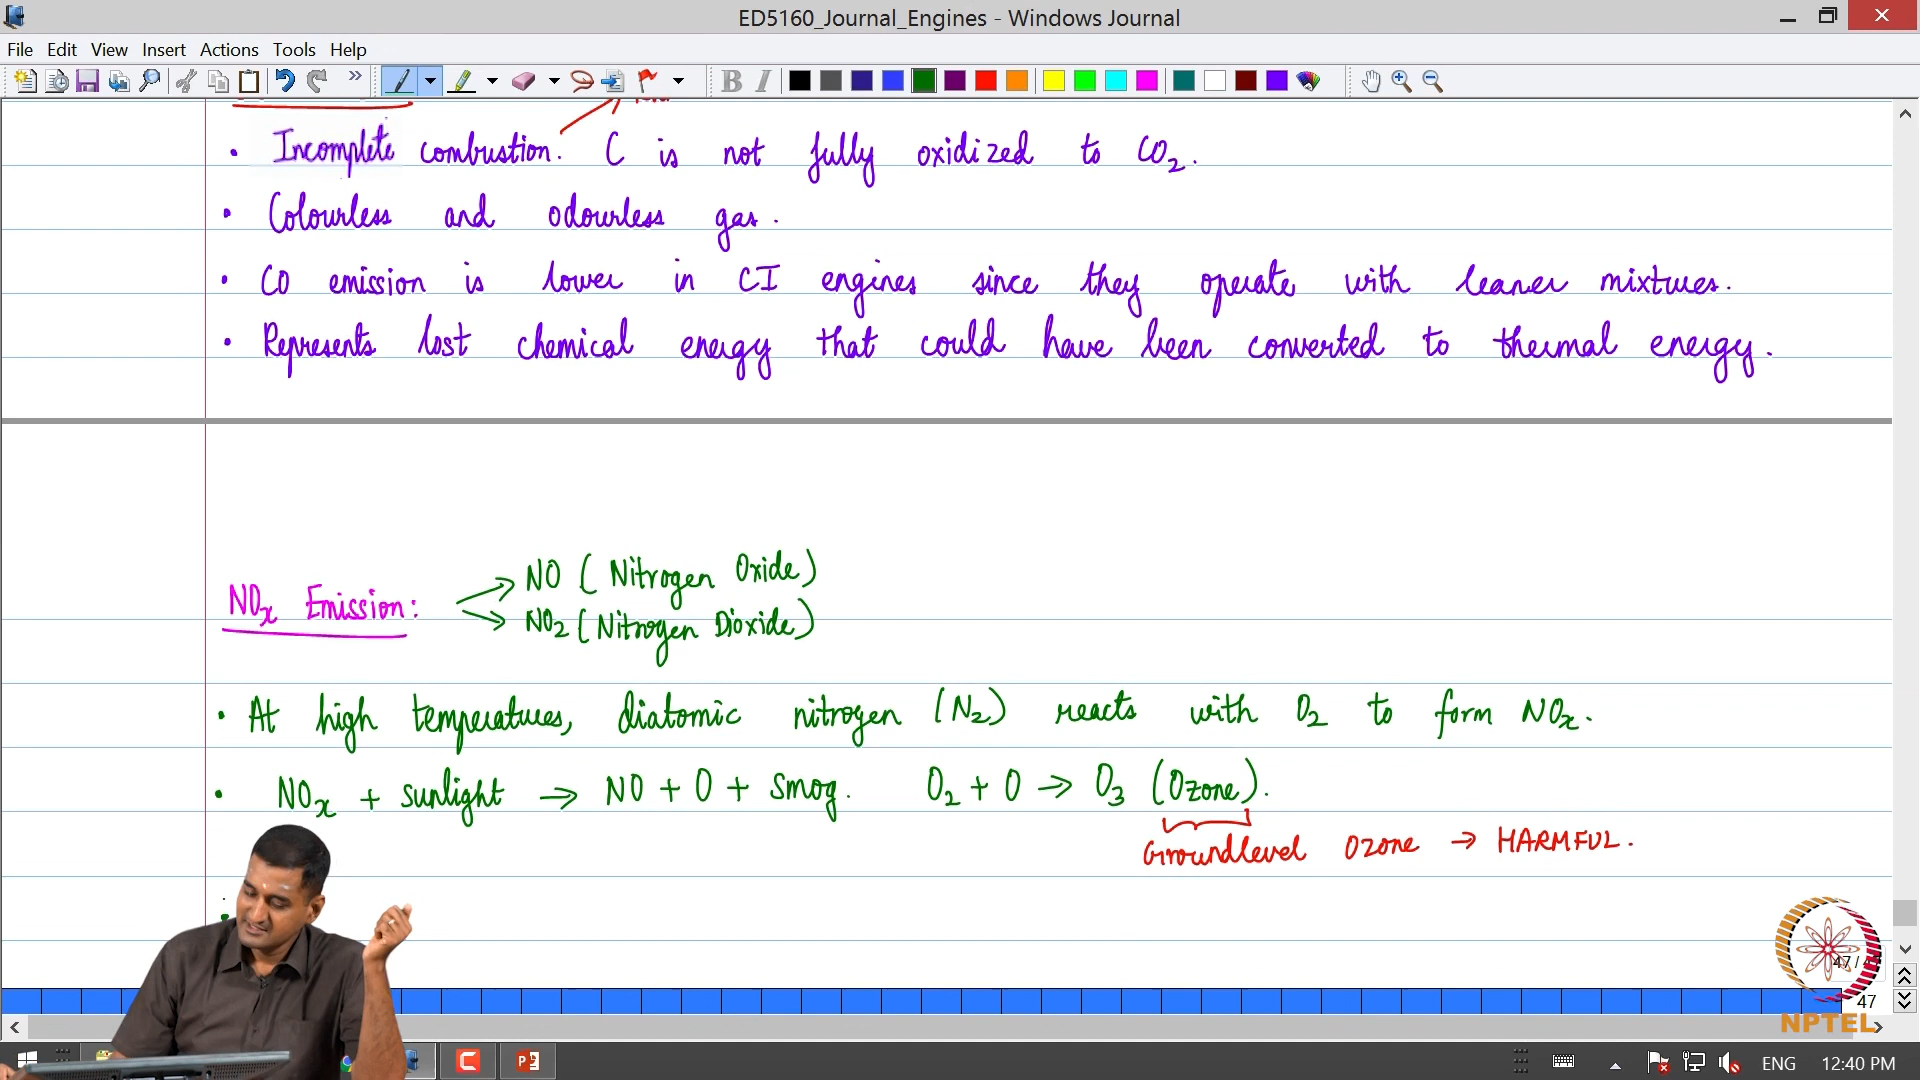 ED5160_Journal_Engines - Windows Journal
File Edit View Insert Actions Tools Help
• Incomplete combustion. C is not fully oxidized to CO₂.
• Colourless and odourless gas.
• CO emission is lower in CI engines since they operate with leaner mixtures.
• Represents lost chemical energy that could have been converted to thermal energy.
NOx Emission:
→ NO (Nitrogen Oxide)
→ NO₂ (Nitrogen Dioxide)
• At high temperatures, diatomic nitrogen (N₂) reacts with O₂ to form NOx.
• NOx + sunlight → NO + O + Smog. O₂ + O → O₃ (Ozone).
Groundlevel Ozone → HARMFUL.
47
NPTEL
ENG 12:40 PM